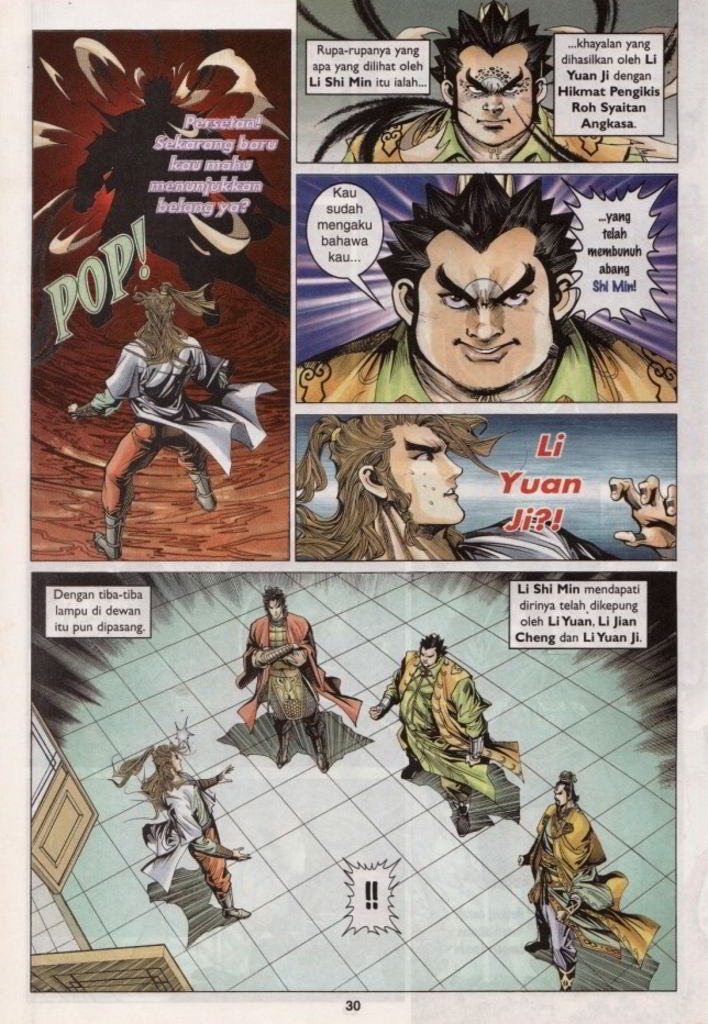 Persetan!
Sekarang baru
kau mahu
menunjukkan
belang ya?
POP!
Rupa-rupanya yang
apa yang dilihat oleh
Li Shi Min itu ialah...
...khayalan yang
dihasilkan oleh Li
Yuan Ji dengan
Hikmat Pengikis
Roh Syaitan
Angkasa.
Kau
sudah
mengaku
bahawa
kau...
...yang
telah
membunuh
abang
Shi Min!
Li
Yuan
Ji?!
Dengan tiba-tiba
lampu di dewan
itu pun dipasang.
Li Shi Min mendapati
dirinya telah dikepung
oleh Li Yuan, Li Jian
Cheng dan Li Yuan Ji.
!!
30